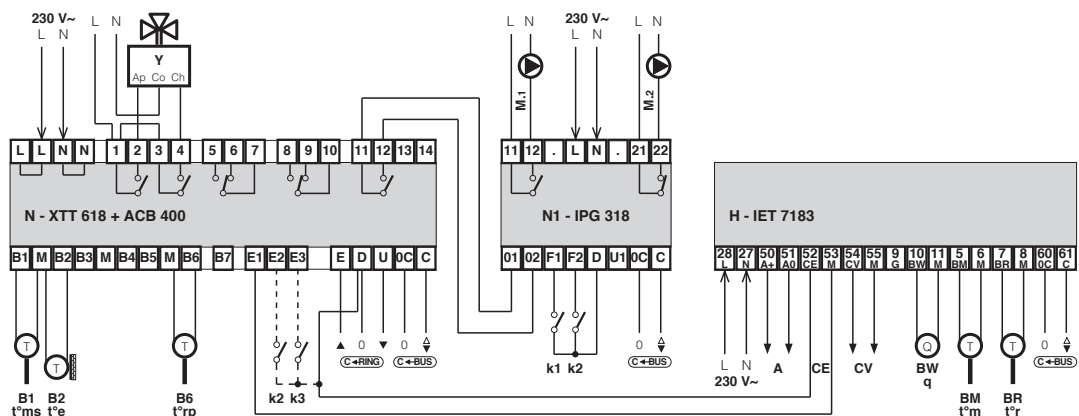 230 V~ L N 230 V~ L N
L N L N L N L N
Y
Ap Co Ch
M.1 M.2
L L N N 1 2 3 4 5 6 7 8 9 10 11 12 13 14 11 12 . L N . 21 22
N - XTT 618 + ACB 400 N1 - IPG 318 H - IET 7183
B1 M B2 B3 M B4 B5 M B6 B7 E1 E2 E3 E D U 0C C 01 02 F1 F2 D U1 0C C 28 27 50 51 52 53 54 55 9 10 11 5 6 7 8 60 61
L N A+ A0 CE M CV M G BW M BM M BR M 0C C
T T T 0 0 0 Q T T 0
C RING C BUS C BUS C BUS
k1 k2 L N A CE CV BW
230 V~ q
B1 B2 B6 k2 k3 BM BR
t°ms t°e t°rp t°m t°r